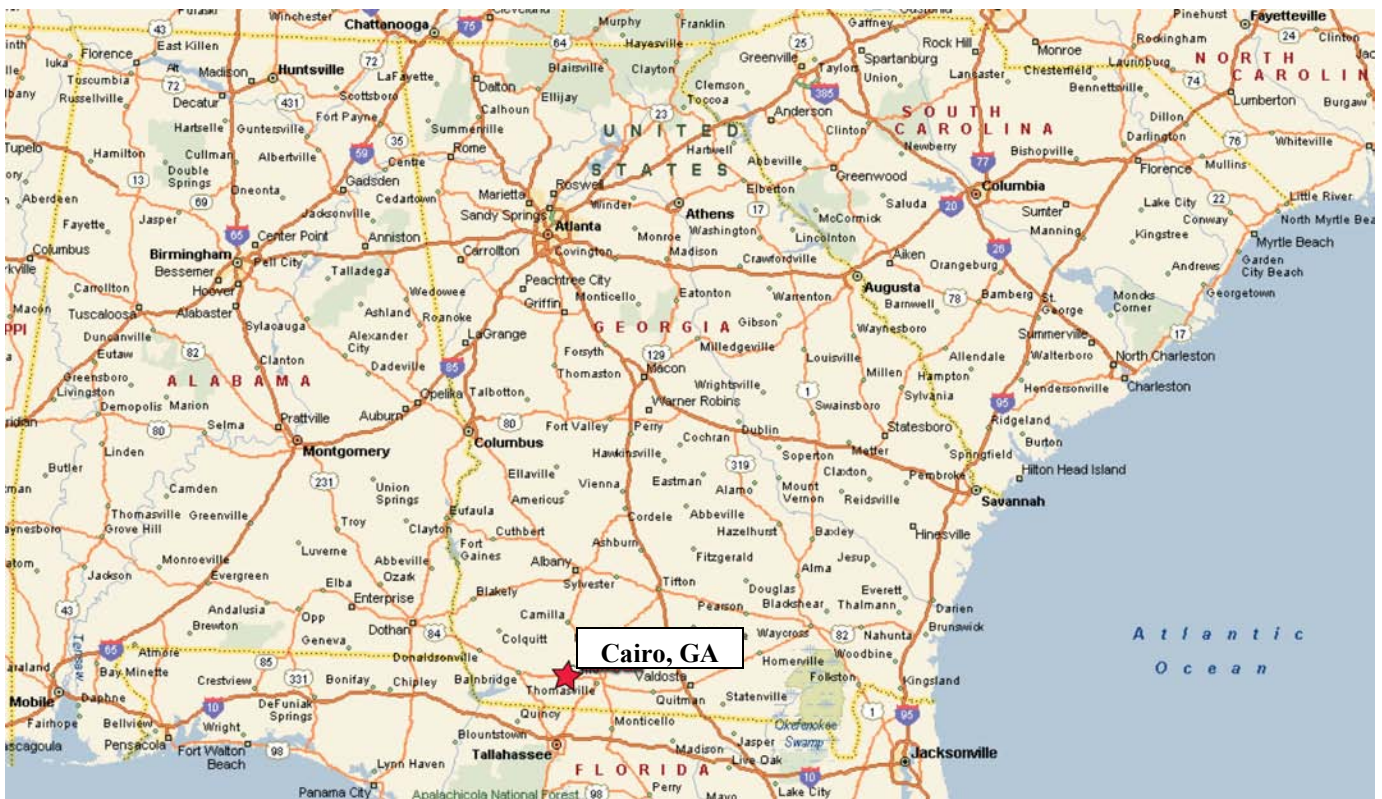 Chattanooga
Cleveland
Murphy
Franklin
Gaffney
Rock Hill
Monroe
Pinehurst
Fayetteville
Winchester
East Killen
Florence
Iuka
Tuscumbia
Russellville
Madison
Huntsville
Decatur
Scottsboro
LaFayette
Dalton
Hayesville
Blairsville
Clayton
Clemson
Toccoa
Greenville
Taylors
Spartanburg
Union
Lancaster
Chesterfield
Rockingham
Laurinburg
Bennettsville
Clinton
NORTH
CAROLIN
Lumberton
Burgaw
Hartselle
Guntersville
Fort Payne
Summerville
Calhoun
Ellijay
UNITED
STATES
Hartwell
Anderson
Clinton
SOUTH
CAROLINA
Newberry
Bishopville
Dillon
Darlington
Whiteville
Tupelo
Hamilton
Cullman
Double
Springs
Albertville
Centre
Rome
Gadsden
Cedartown
Marietta
Roswell
Sandy Springs
Winder
Athens
Elberton
Abbeville
Greenwood
Saluda
Columbia
Sumter
Florence
Mullins
Lake City
Conway
Little River
North Myrtle Bea
Aberdeen
Fayette
Jasper
Oneonta
Jacksonville
Center Point
Anniston
Carrollton
Atlanta
Covington
Monroe
Washington
Madison
Crawfordville
Lincolnton
McCormick
Aiken
Orangeburg
Manning
Kingstree
Andrews
Myrtle Beach
Garden
City Beach
Georgetown
Columbus
Birmingham
Bessemer
Pell City
Hoover
Alabaster
Talladega
Wedowee
Peachtree City
Griffin
Monticello
Eatonton
Warrenton
Augusta
Barnwell
Bamberg
St.
George
Moncks
Corner
Carrollton
Macon
Tuscaloosa
Sylacauga
Ashland
Roanoke
Alexander
City
LaGrange
GEORGIA
Gibson
Waynesboro
Summerville
Duncanville
Eutaw
Clanton
Dadeville
Forsyth
Thomaston
Milledgeville
Louisville
Allendale
Walterboro
North Charleston
Charleston
PPI
Greensboro
Livingston
ALABAMA
Demopolis
Marion
Prattville
Auburn
Opelika
Talbotton
Macon
Warner Robins
Wrightsville
Swainsboro
Millen
Hampton
Sylvania
Hendersonville
Ridgeland
Selma
Montgomery
Columbus
Fort Valley
Perry
Dublin
Cochran
Statesboro
Metter
Springfield
Burton
Hilton Head Island
Linden
Butler
Camden
Union
Springs
Ellaville
Americus
Hawkinsville
Vienna
Eastman
Soperton
Alamo
Mount
Vernon
Claxton
Reidsville
Pembroke
Savannah
Thomasville
Greenville
Grove Hill
Troy
Clayton
Eufaula
Cuthbert
Cordele
Abbeville
Hazelhurst
Baxley
Hinesville
Monroeville
Luverne
Abbeville
Ozark
Fort
Gaines
Albany
Ashburn
Fitzgerald
Jesup
Alma
Jackson
Evergreen
Elba
Enterprise
Blakely
Sylvester
Tifton
Douglas
Everett
Andalusia
Brewton
Opp
Geneva
Dothan
Camilla
Colquitt
Pearson
Blackshear
Thalmann
Darien
Brunswick
Tensaw
Atmore
Bay Minette
Donaldsonville
Cairo, GA
Waycross
Nahunta
Woodbine
Homerville
Atlantic
Ocean
Mobile
Daphne
Crestview
Bonifay
Chipley
Bainbridge
Thomasville
Valdosta
Folkston
Kingsland
Fairhope
Bellview
Wright
DeFuniak
Springs
Quincy
Monticello
Quitman
Statenville
Okefenokee
Swamp
Pensacola
Fort Walton
Beach
Blountstown
Tallahassee
Madison
Jasper
Live Oak
Jacksonville
Lynn Haven
FLORIDA
Panama City
Apalachicola National Forest
Perry
Mayo
Lake City